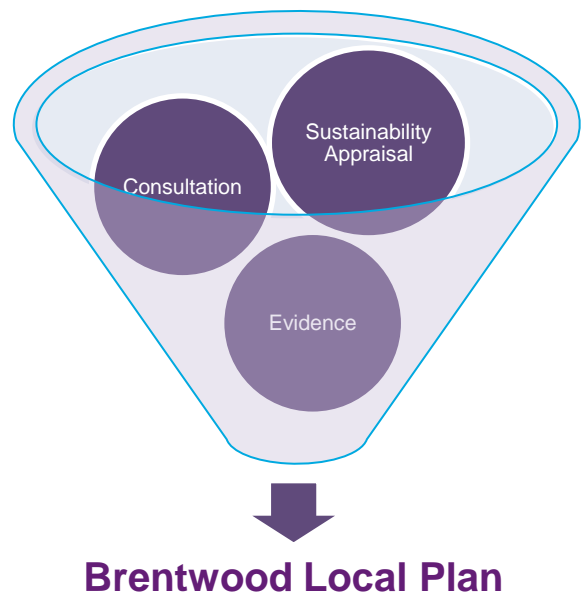 Sustainability
Appraisal
Consultation
Evidence
Brentwood Local Plan